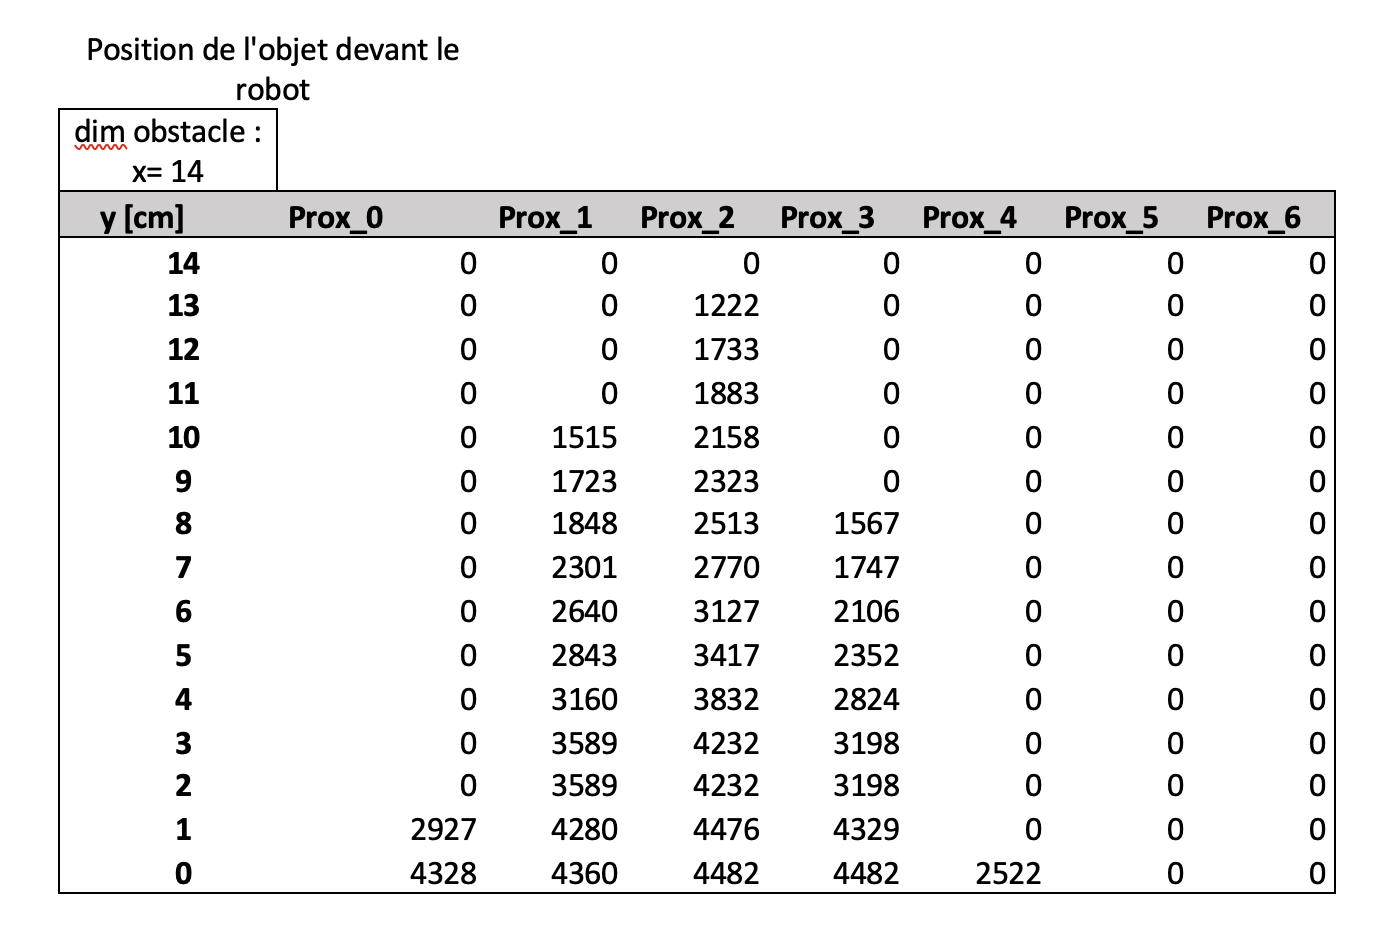 Position de l'objet devant le
robot
dim obstacle :
x= 14
y [cm] Prox_0 Prox_1 Prox_2 Prox_3 Prox_4 Prox_5 Prox_6
14 0 0 0 0 0 0 0
13 0 0 1222 0 0 0 0
12 0 0 1733 0 0 0 0
11 0 0 1883 0 0 0 0
10 0 1515 2158 0 0 0 0
9 0 1723 2323 0 0 0 0
8 0 1848 2513 1567 0 0 0
7 0 2301 2770 1747 0 0 0
6 0 2640 3127 2106 0 0 0
5 0 2843 3417 2352 0 0 0
4 0 3160 3832 2824 0 0 0
3 0 3589 4232 3198 0 0 0
2 0 3589 4232 3198 0 0 0
1 2927 4280 4476 4329 0 0 0
0 4328 4360 4482 4482 2522 0 0